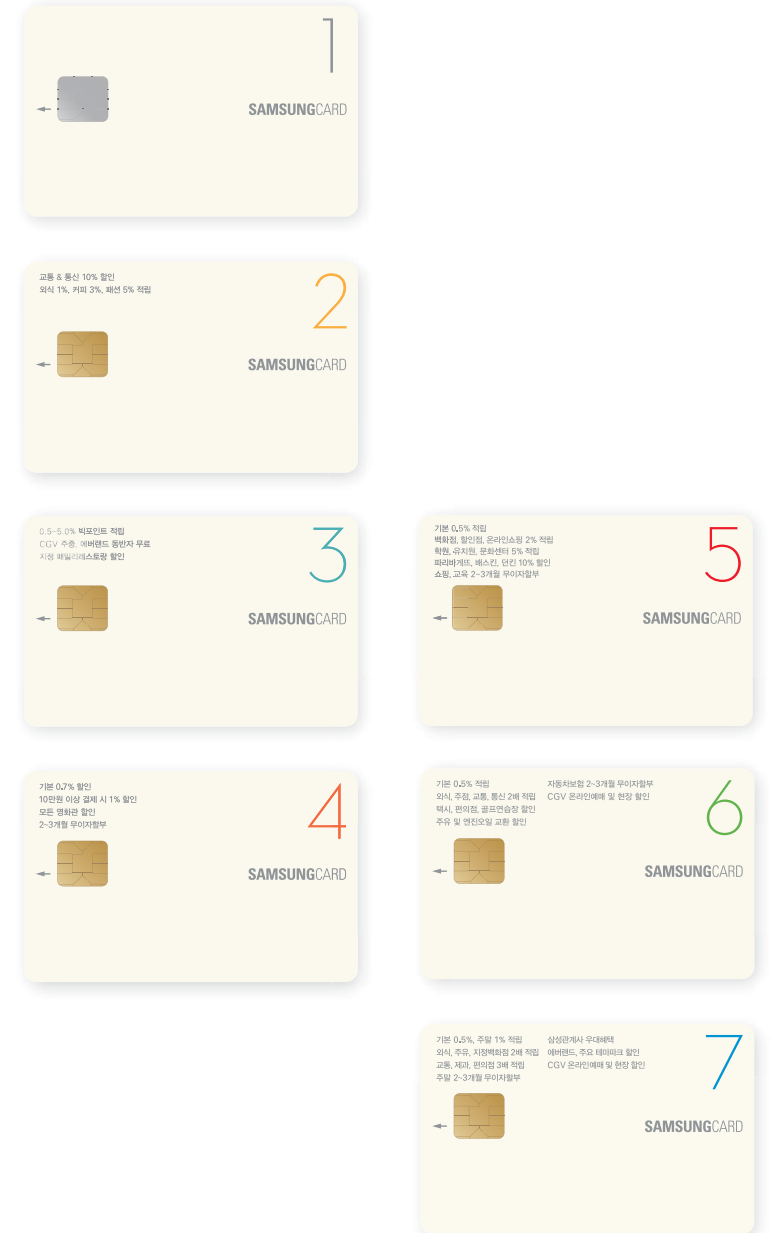 1
SAMSUNGCARD
교통 & 통신 10% 할인
외식 1%, 커피 3%, 패션 5% 적립
2
SAMSUNGCARD
0.5~5.0% 빅포인트 적립
CGV 주중, 에버랜드 동반자 무료
지정 패밀리레스토랑 할인
3
SAMSUNGCARD
기본 0.7% 할인
10만원 이상 결제 시 1% 할인
모든 영화관 할인
2~3개월 무이자할부
4
SAMSUNGCARD
기본 0.5% 적립
백화점, 할인점, 온라인쇼핑 2% 적립
학원, 유치원, 문화센터 5% 적립
파리바게뜨, 배스킨, 던킨 10% 할인
쇼핑, 교육 2~3개월 무이자할부
5
SAMSUNGCARD
기본 0.5% 적립
외식, 주점, 교통, 통신 2배 적립
택시, 편의점, 골프연습장 할인
주유 및 엔진오일 교환 할인
자동차보험 2~3개월 무이자할부
CGV 온라인예매 및 현장 할인
6
SAMSUNGCARD
기본 0.5%, 주말 1% 적립
외식, 주유, 지정백화점 2배 적립
교통, 제과, 편의점 3배 적립
주말 2~3개월 무이자할부
삼성관계사 우대혜택
에버랜드, 주요 테마파크 할인
CGV 온라인예매 및 현장 할인
7
SAMSUNGCARD